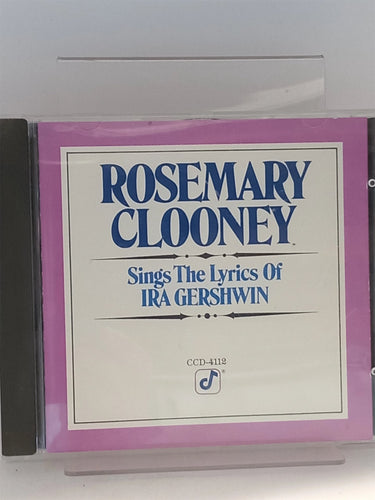 ROSEMARY
CLOONEY
Sings The Lyrics Of
IRA GERSHWIN
CCD-4112
®